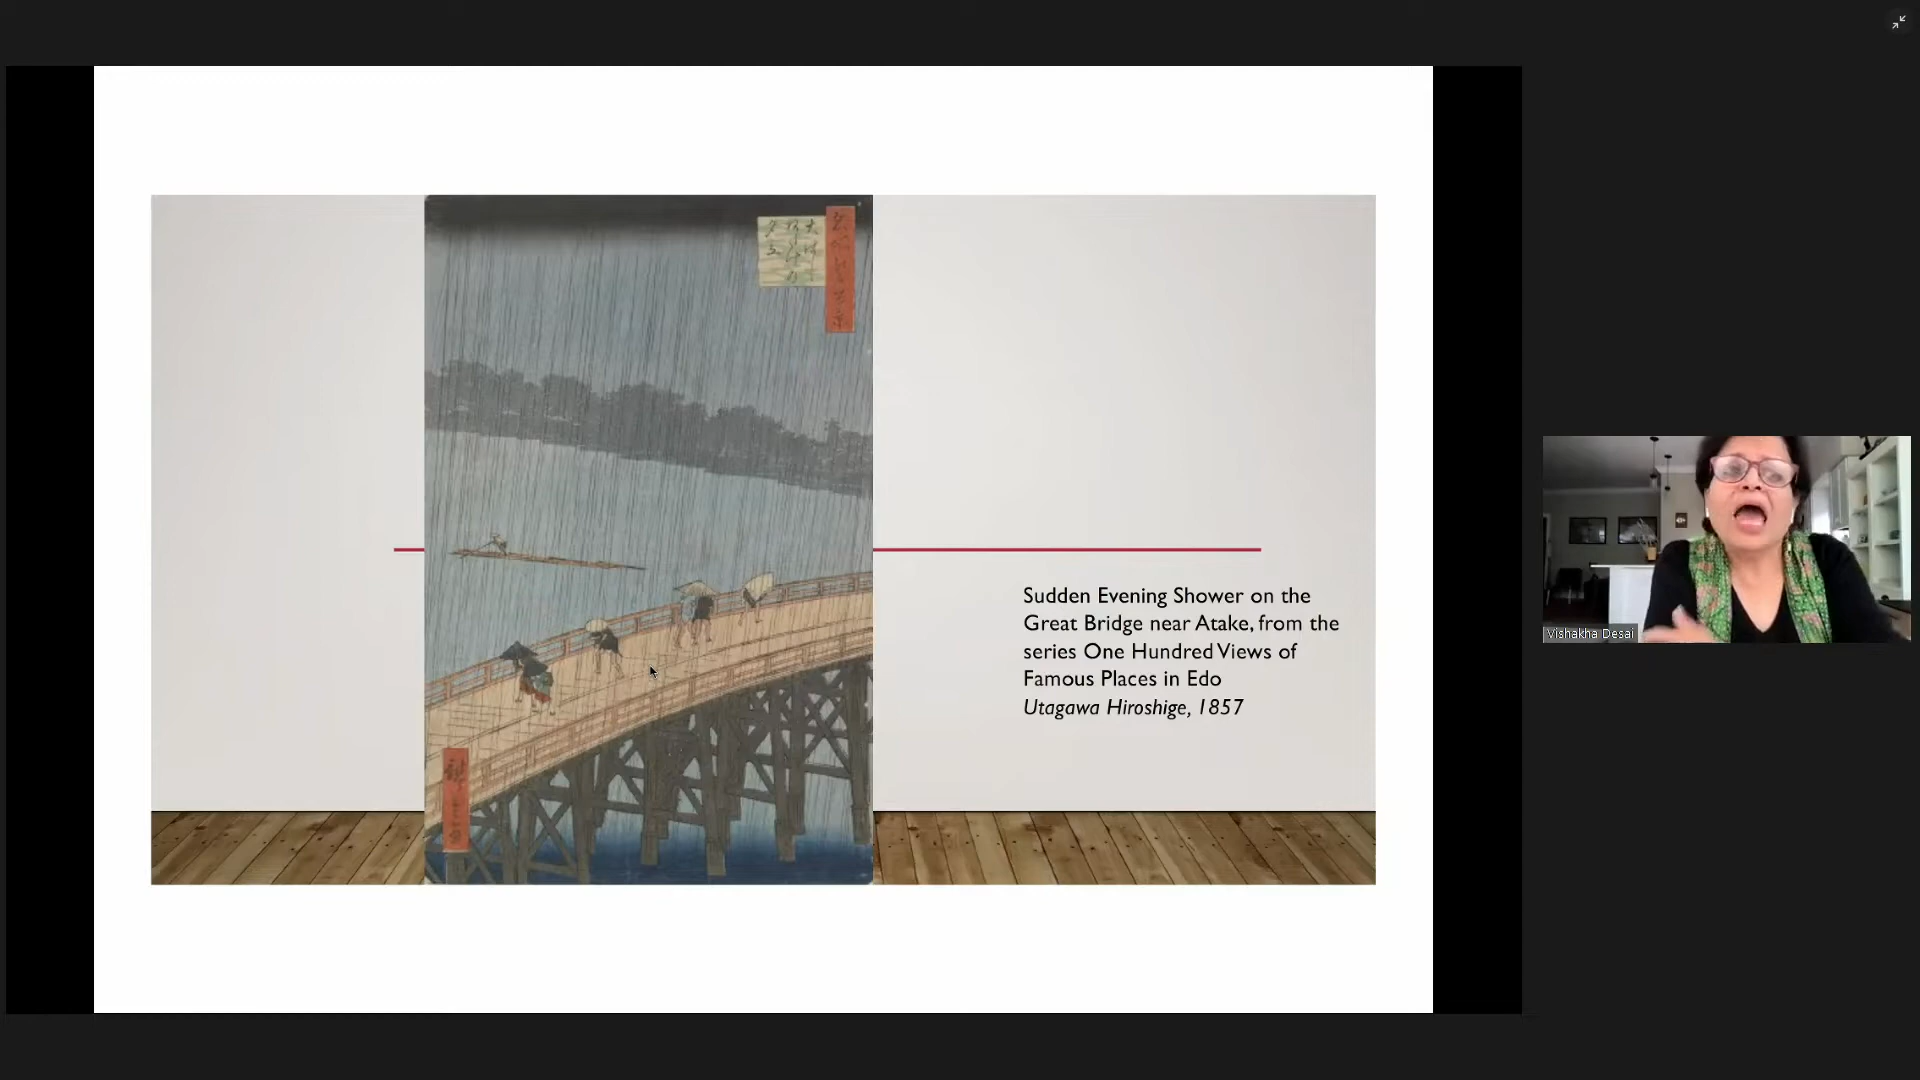 Sudden Evening Shower on the
Great Bridge near Atake, from the
series One Hundred Views of
Famous Places in Edo
Utagawa Hiroshige, 1857
Vishakha Desai